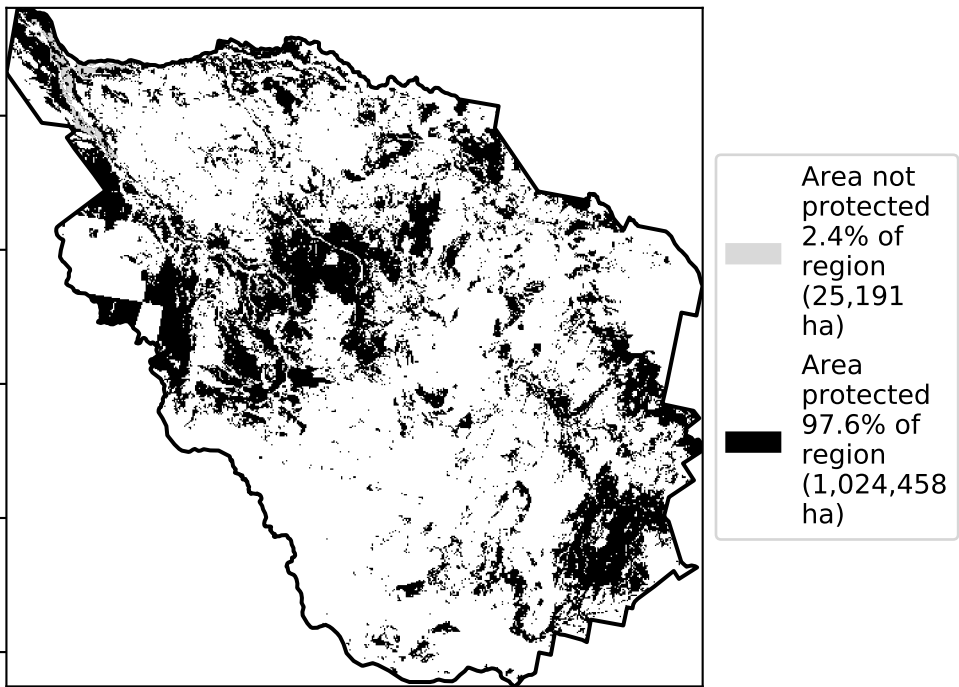 Area not
protected
2.4% of
region
(25,191
ha)
Area
protected
97.6% of
region
(1,024,458
ha)